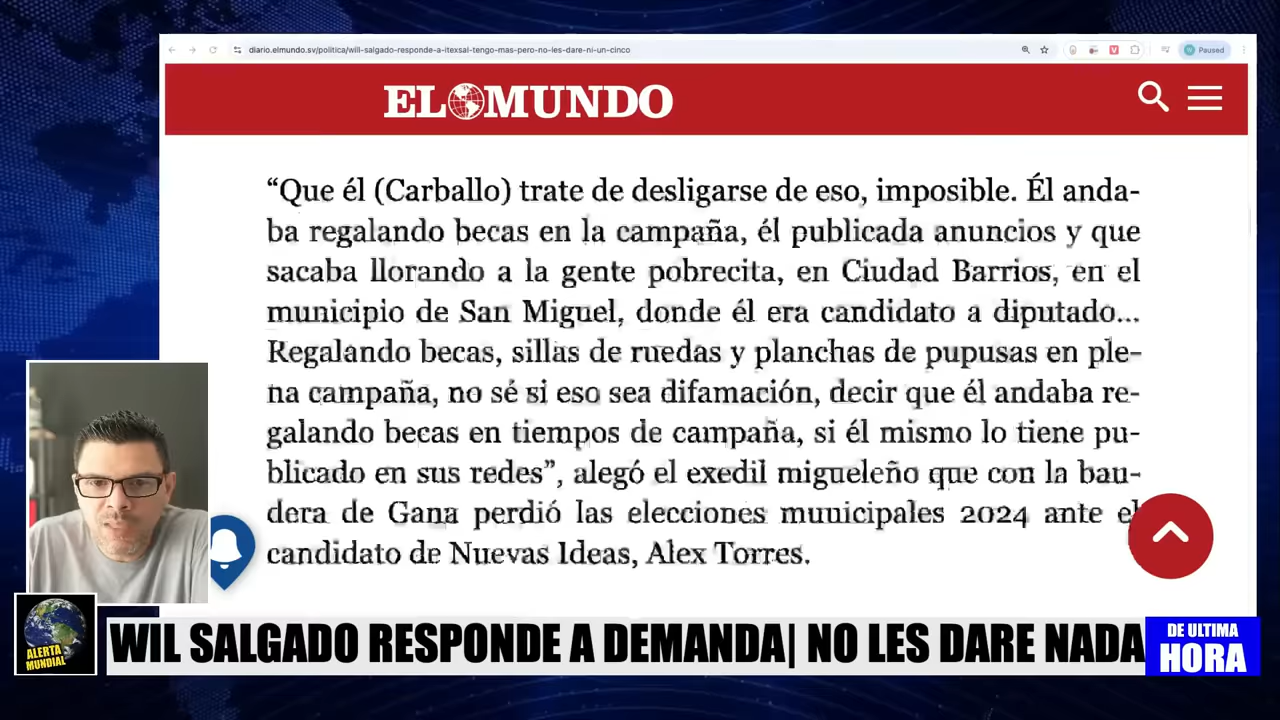 diario.elmundo.sv/politica/wil-salgado-responde-a-itexsal-tengo-mas-pero-no-les-dare-ni-un-cinco
Paused
EL MUNDO
“Que él (Carballo) trate de desligarse de eso, imposible. Él anda-
ba regalando becas en la campaña, él publicada anuncios y que
sacaba llorando a la gente pobrecita, en Ciudad Barrios, en el
municipio de San Miguel, donde él era candidato a diputado...
Regalando becas, sillas de ruedas y planchas de pupusas en ple-
na campaña, no sé si eso sea difamación, decir que él andaba re-
galando becas en tiempos de campaña, si él mismo lo tiene pu-
blicado en sus redes”, alegó el exedil migueleño que con la ban-
dera de Gana perdió las elecciones municipales 2024 ante el
candidato de Nuevas Ideas, Alex Torres.
ALERTA
MUNDIAL
WIL SALGADO RESPONDE A DEMANDA| NO LES DARE NADA
DE ULTIMA
HORA